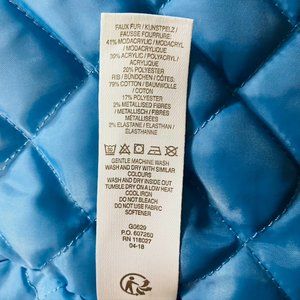 FAUX FUR / KUNSTPELZ /
FAUSSE FOURRURE:
41% MODACRYLIC / MODACRYL
/ MODACRYLIQUE
39% ACRYLIC / POLYACRYL /
ACRYLIQUE
20% POLYESTER
RIB / BÜNDCHEN / CÔTES:
79% COTTON / BAUMWOLLE
/ COTON
17% POLYESTER
2% METALLISED FIBRES /
METALLISCH / FIBRES
MÉTALLISÉES
2% ELASTANE / ELASTHAN /
ÉLASTHANNE
GENTLE MACHINE WASH
WASH AND DRY WITH SIMILAR
COLOURS
WASH AND DRY INSIDE OUT
TUMBLE DRY ON A LOW HEAT
COOL IRON
DO NOT BLEACH
DO NOT USE FABRIC
SOFTENER
G0629
P.O. 607260
RN 118027
04-18